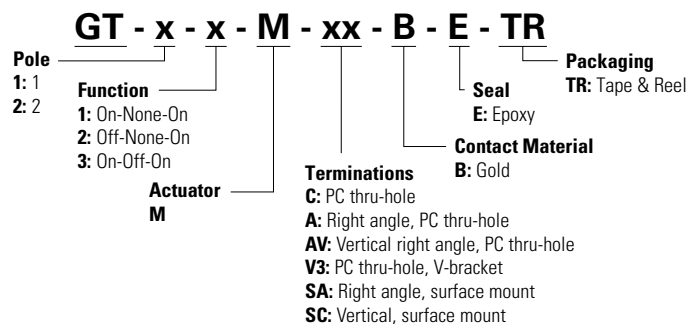 GT - x - x - M - xx - B - E - TR
Pole
1: 1
2: 2
Function
1: On-None-On
2: Off-None-On
3: On-Off-On
Actuator
M
Terminations
C: PC thru-hole
A: Right angle, PC thru-hole
AV: Vertical right angle, PC thru-hole
V3: PC thru-hole, V-bracket
SA: Right angle, surface mount
SC: Vertical, surface mount
Contact Material
B: Gold
Seal
E: Epoxy
Packaging
TR: Tape & Reel